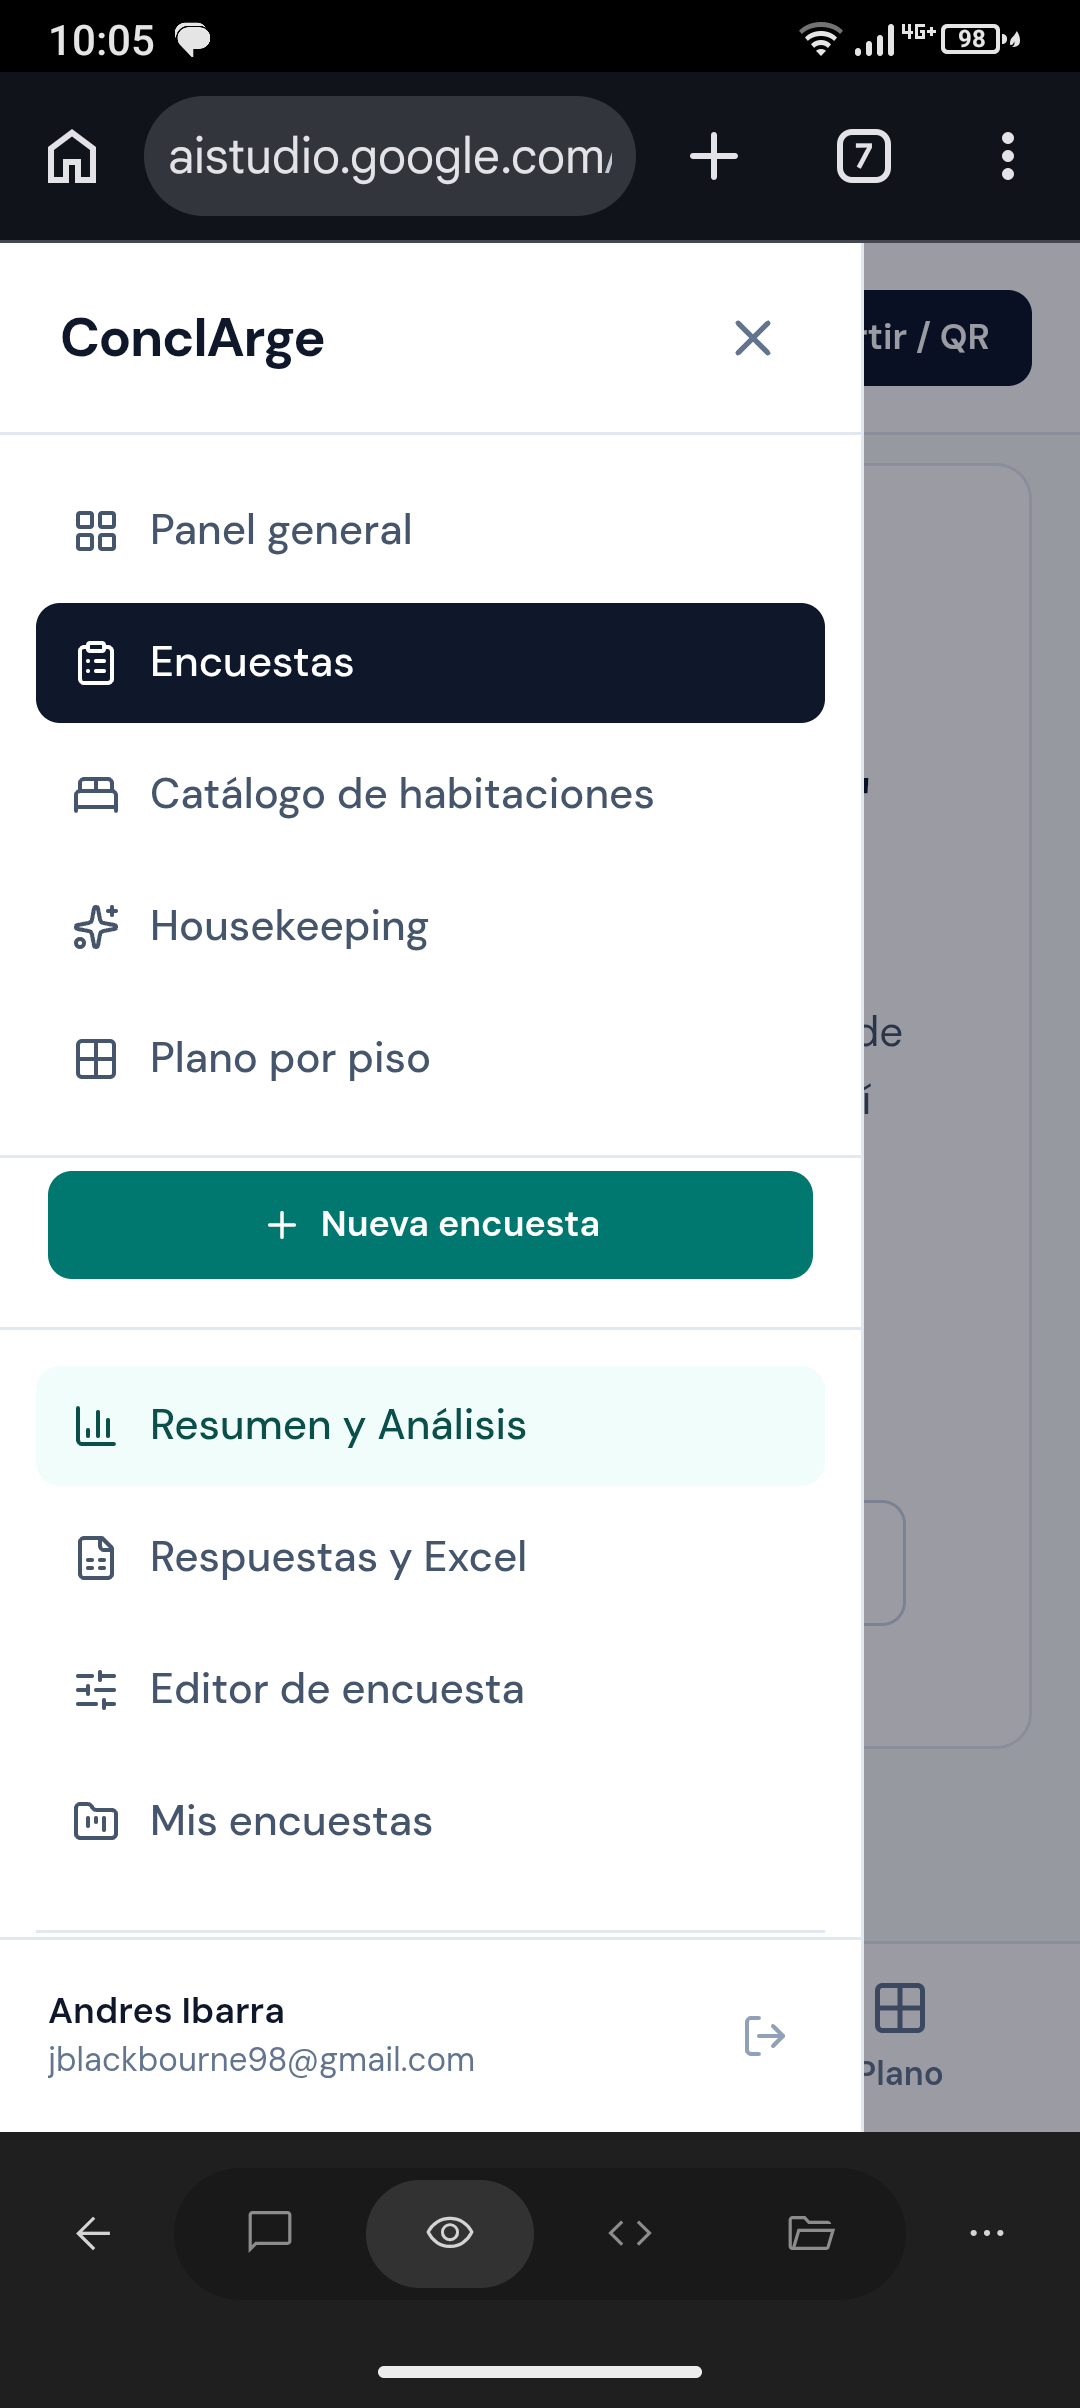 10:05
4G+
98
aistudio.google.com/
7
ConclArge
rtir / QR
Panel general
Encuestas
Catálogo de habitaciones
Housekeeping
de
Plano por piso
í
Nueva encuesta
Resumen y Análisis
Respuestas y Excel
Editor de encuesta
Mis encuestas
Andres Ibarra
jblackbourne98@gmail.com
Plano